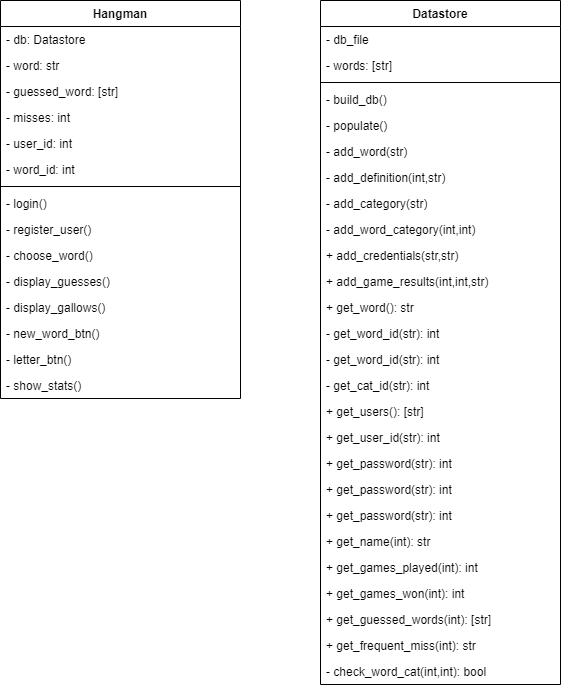 Hangman
- db: Datastore
- word: str
- guessed_word: [str]
- misses: int
- user_id: int
- word_id: int
- login()
- register_user()
- choose_word()
- display_guesses()
- display_gallows()
- new_word_btn()
- letter_btn()
- show_stats()
Datastore
- db_file
- words: [str]
- build_db()
- populate()
- add_word(str)
- add_definition(int,str)
- add_category(str)
- add_word_category(int,int)
+ add_credentials(str,str)
+ add_game_results(int,int,str)
+ get_word(): str
- get_word_id(str): int
- get_word_id(str): int
- get_cat_id(str): int
+ get_users(): [str]
+ get_user_id(str): int
+ get_password(str): int
+ get_password(str): int
+ get_password(str): int
+ get_name(int): str
+ get_games_played(int): int
+ get_games_won(int): int
+ get_guessed_words(int): [str]
+ get_frequent_miss(int): str
- check_word_cat(int,int): bool